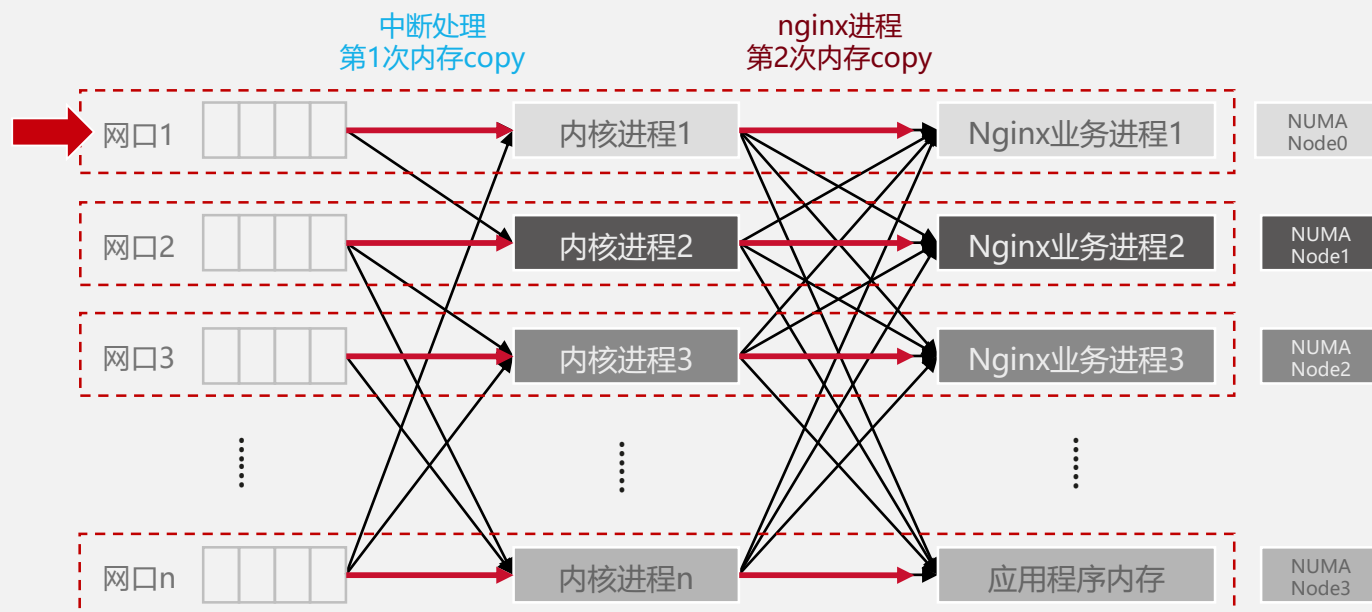 中断处理
第1次内存copy
nginx进程
第2次内存copy
网口1
内核进程1
Nginx业务进程1
NUMA
Node0
网口2
内核进程2
Nginx业务进程2
NUMA
Node1
网口3
内核进程3
Nginx业务进程3
NUMA
Node2
网口n
内核进程n
应用程序内存
NUMA
Node3